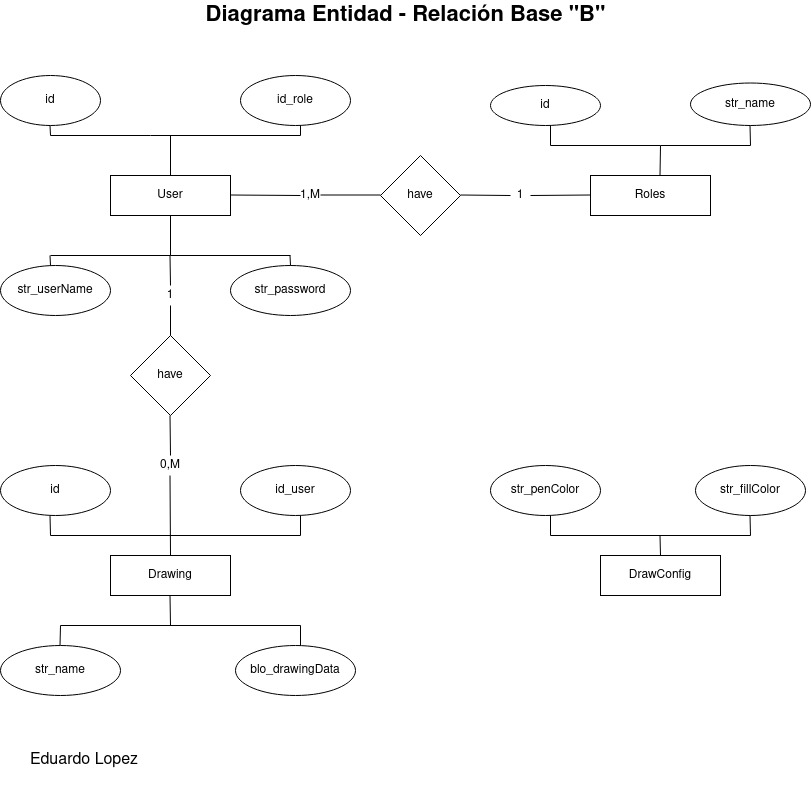 Diagrama Entidad - Relación Base "B"
id
id_role
id
str_name
User
1,M
have
1
Roles
str_userName
1
str_password
have
0,M
id
id_user
str_penColor
str_fillColor
Drawing
DrawConfig
str_name
blo_drawingData
Eduardo Lopez